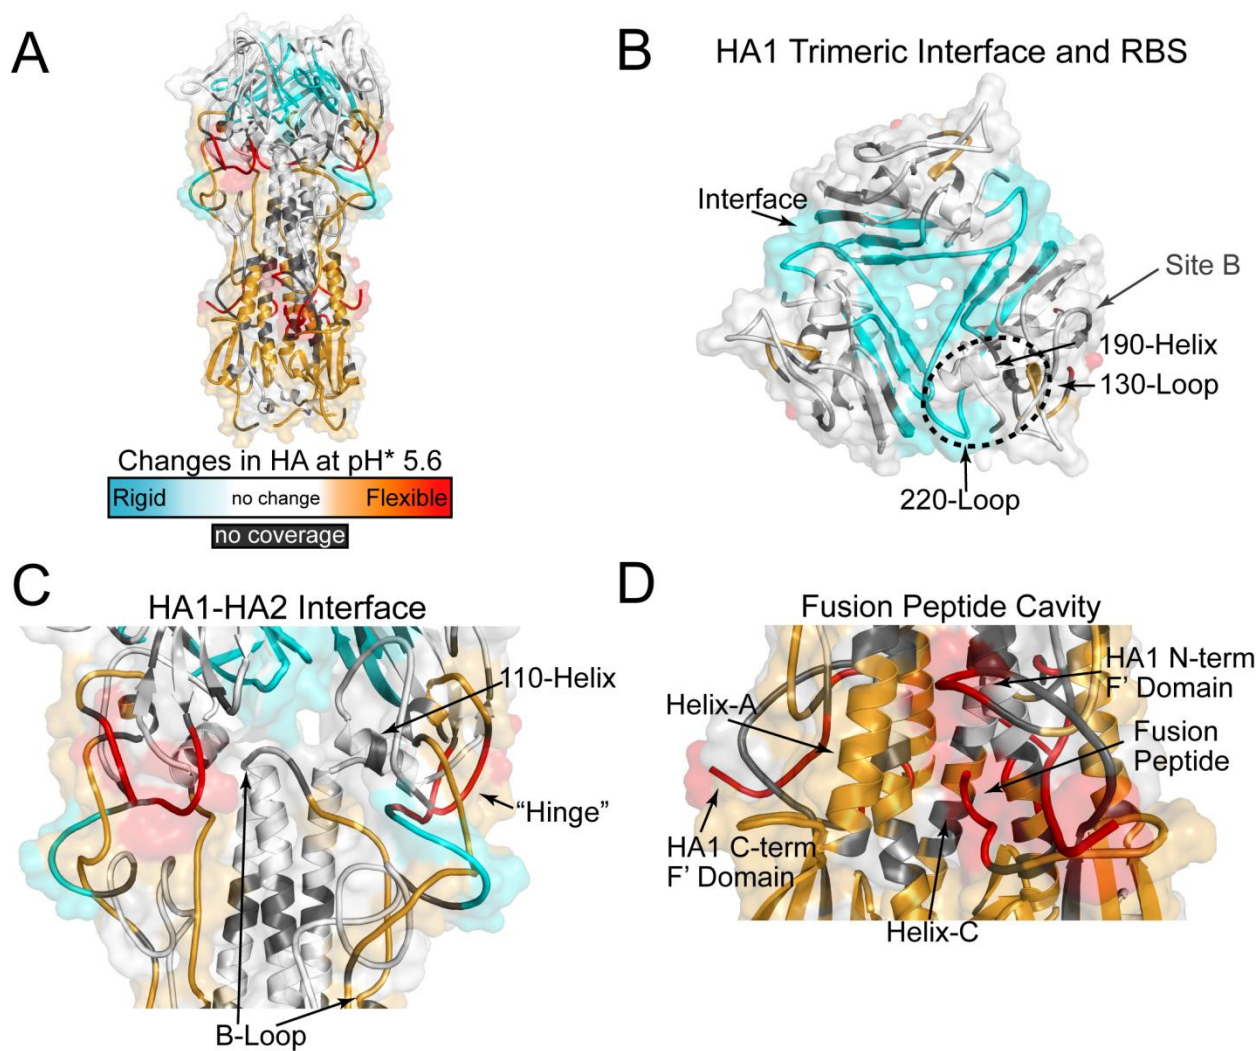 A
Changes in HA at pH* 5.6
Rigid no change Flexible
no coverage
B
HA1 Trimeric Interface and RBS
Interface
Site B
190-Helix
130-Loop
220-Loop
C
HA1-HA2 Interface
110-Helix
“Hinge”
B-Loop
D
Fusion Peptide Cavity
HA1 N-term
F' Domain
Helix-A
Fusion
Peptide
HA1 C-term
F' Domain
Helix-C